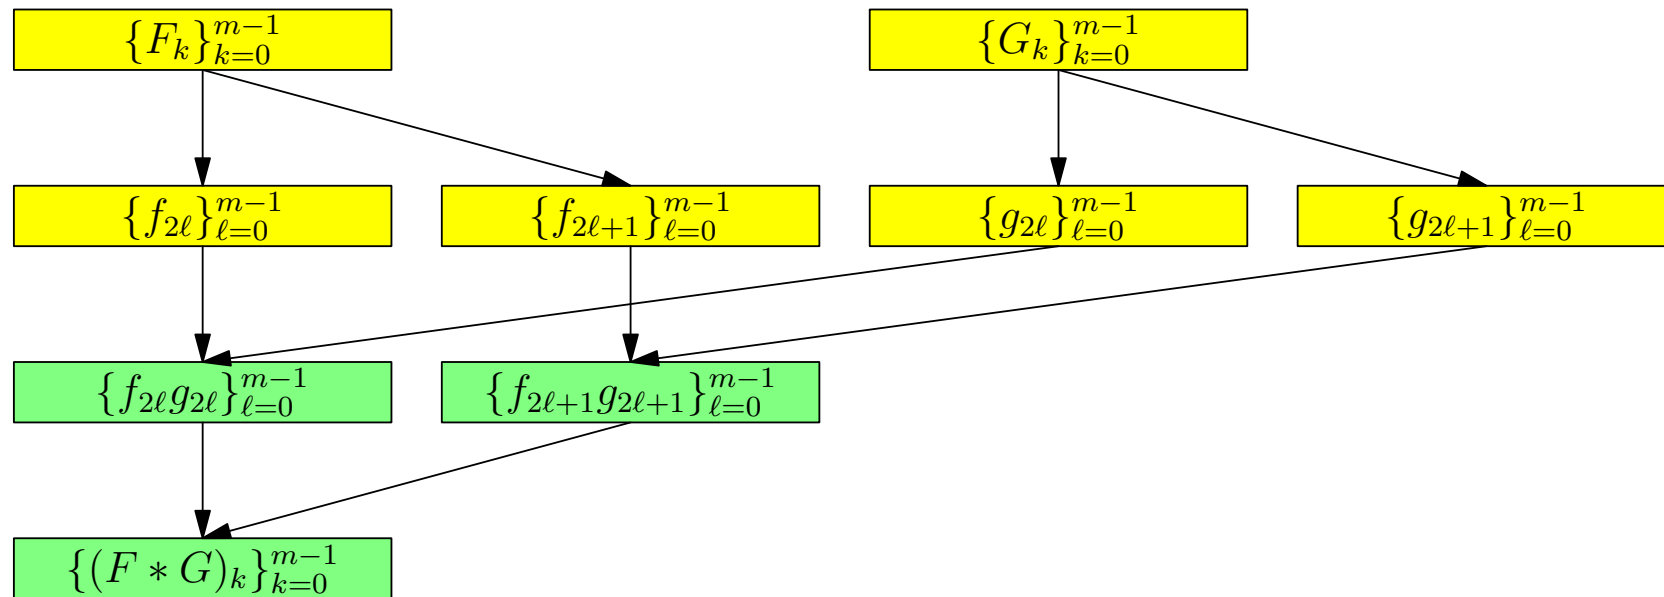 {F_k}_{k=0}^{m-1} {G_k}_{k=0}^{m-1}
{f_{2ℓ}}_{ℓ=0}^{m-1} {f_{2ℓ+1}}_{ℓ=0}^{m-1} {g_{2ℓ}}_{ℓ=0}^{m-1} {g_{2ℓ+1}}_{ℓ=0}^{m-1}
{f_{2ℓ}g_{2ℓ}}_{ℓ=0}^{m-1} {f_{2ℓ+1}g_{2ℓ+1}}_{ℓ=0}^{m-1}
{(F * G)_k}_{k=0}^{m-1}